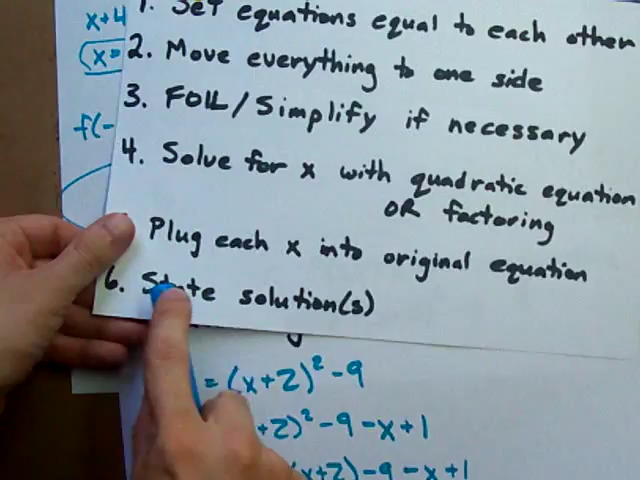 x+4
x=
f(-
1. Set equations equal to each other
2. Move everything to one side
3. FOIL/Simplify if necessary
4. Solve for x with quadratic equation
OR factoring
Plug each x into original equation
6. State solution(s)
= (x+2)² -9
+2)² -9 -x+1
(x+2) -9 -x+1